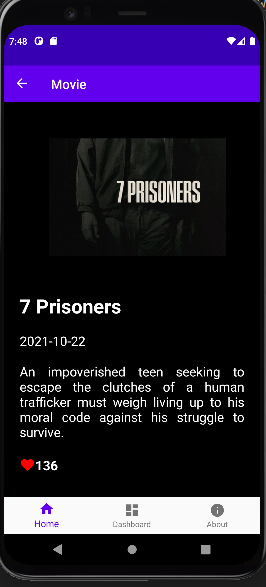 7:48
Movie
7 PRISONERS
7 Prisoners
2021-10-22
An impoverished teen seeking to
escape the clutches of a human
trafficker must weigh living up to his
moral code against his struggle to
survive.
136
Home Dashboard About